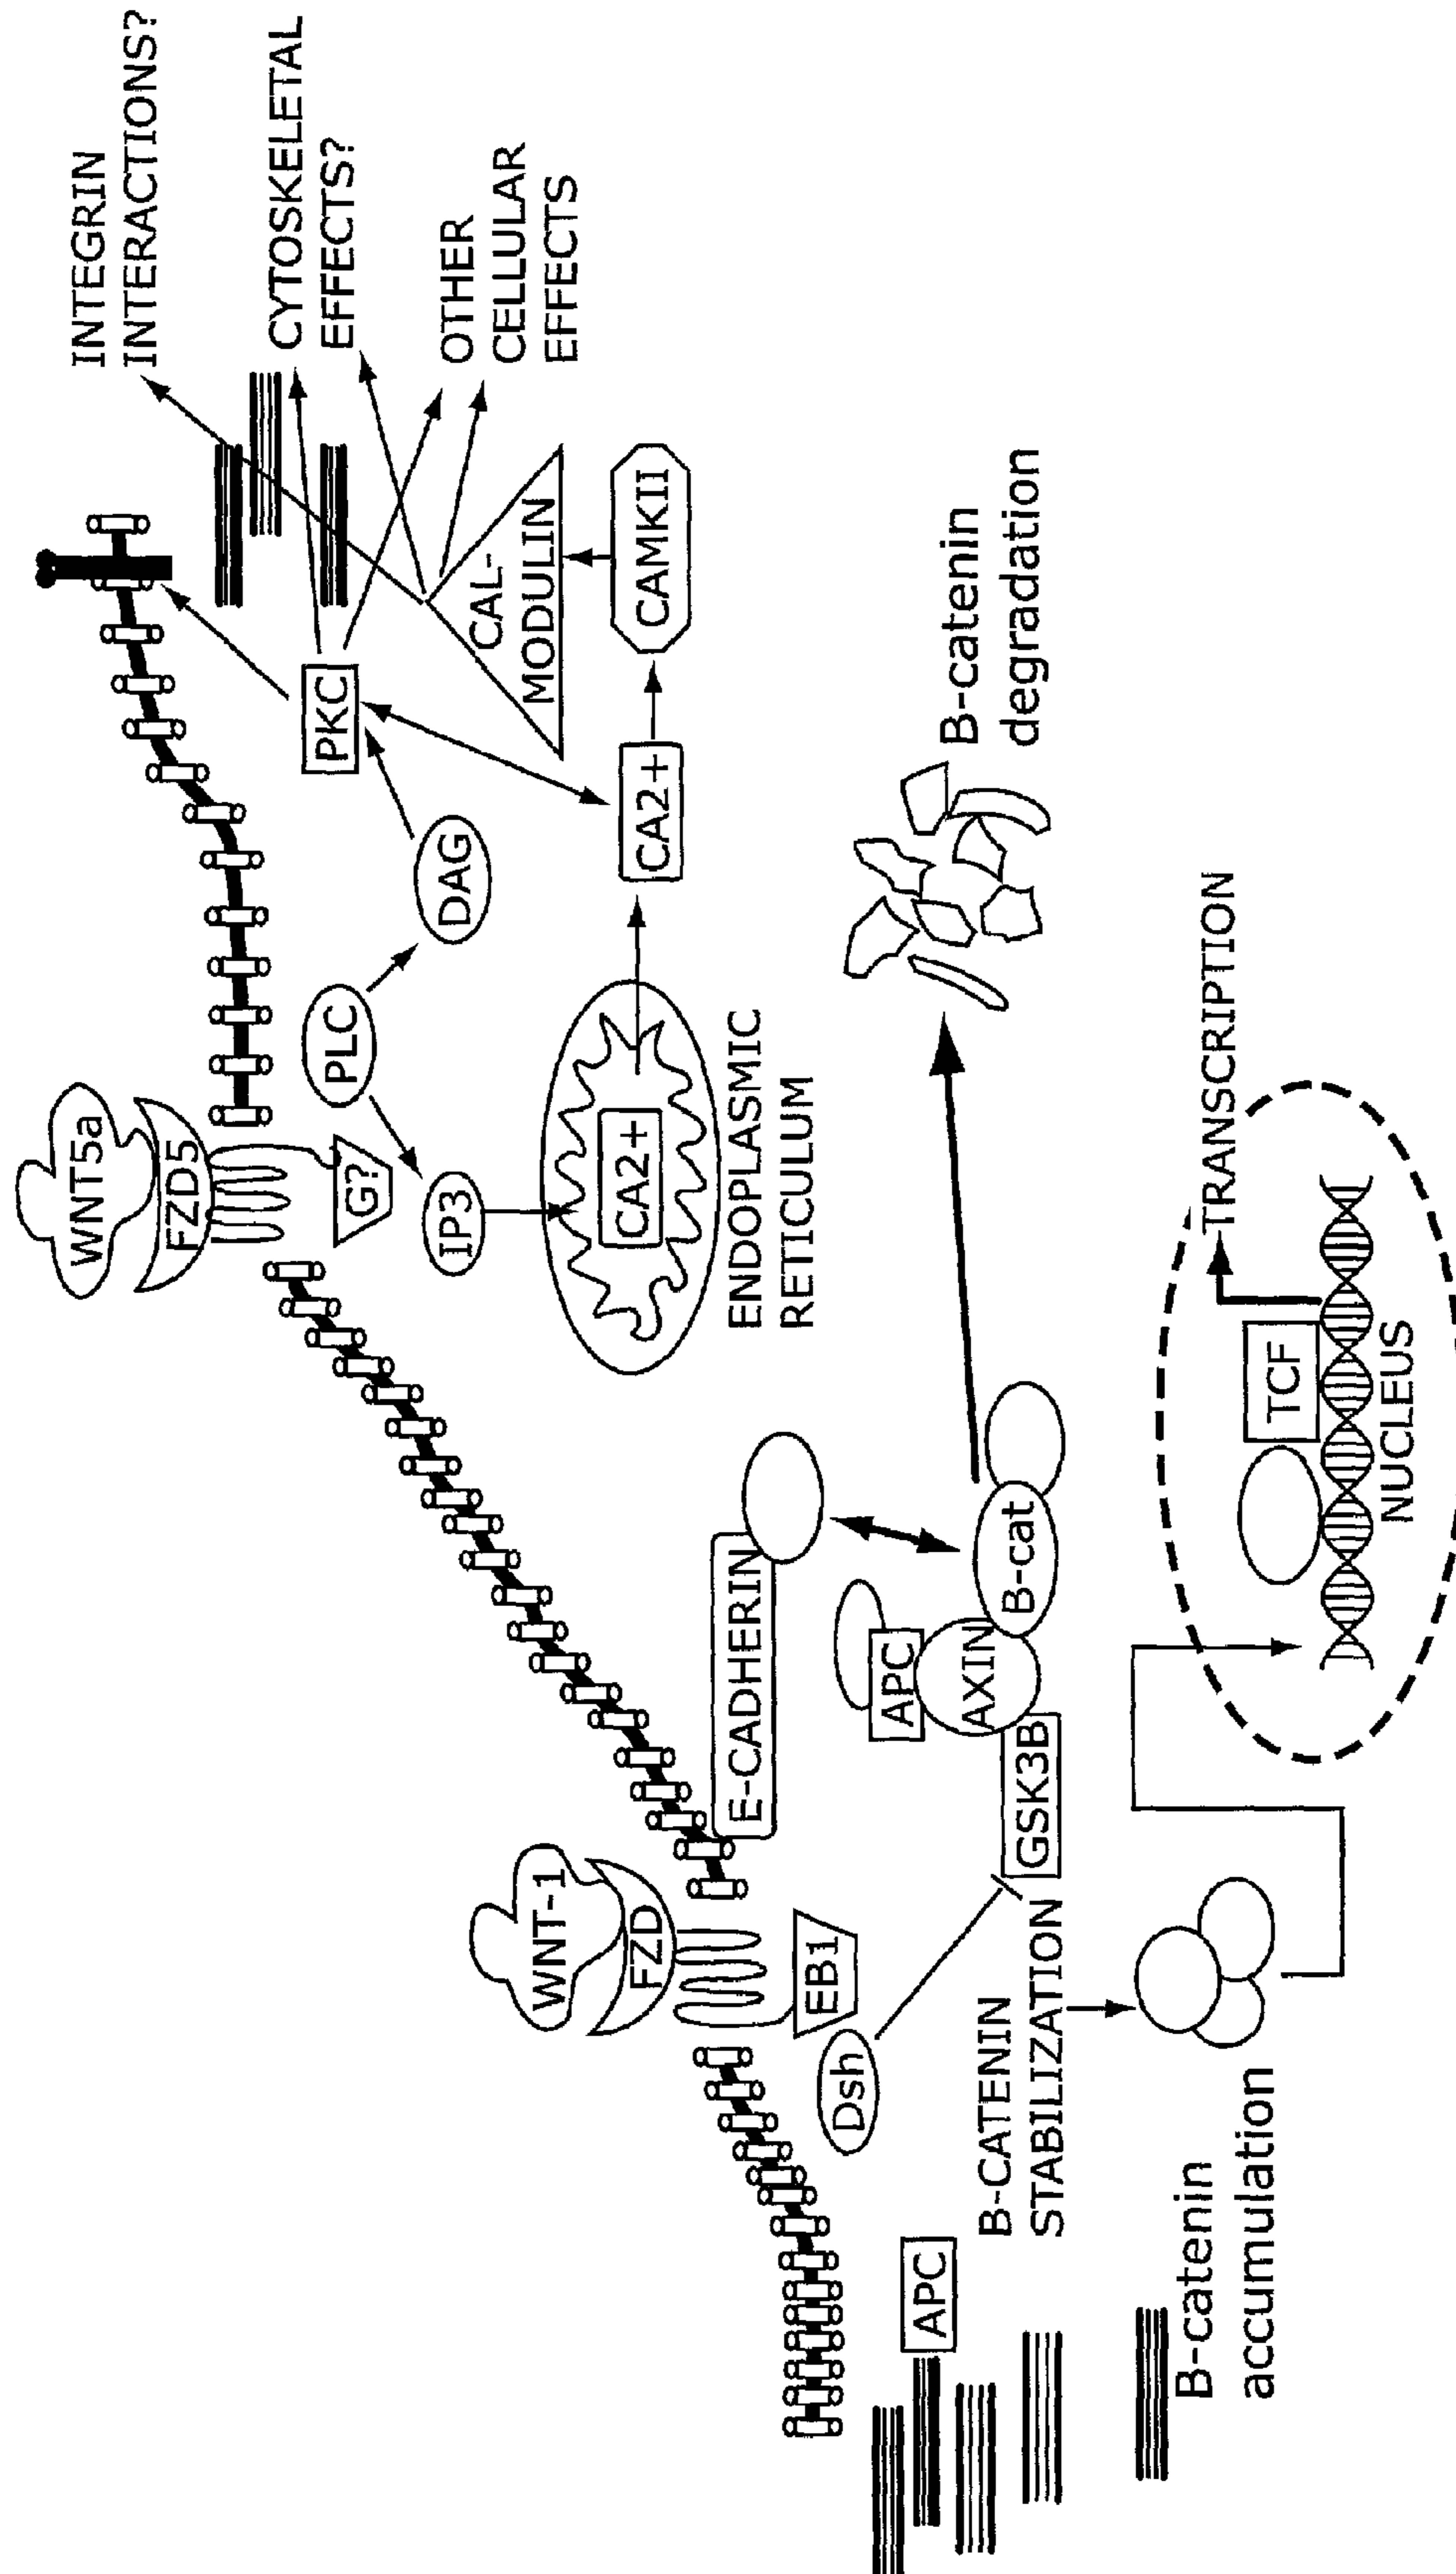 WNT5a
FZD5
G?
PLC
IP3
DAG
PKC
CA2+
ENDOPLASMIC
RETICULUM
CA2+
CAMKII
CAL-
MODULIN
INTEGRIN
INTERACTIONS?
CYTOSKELETAL
EFFECTS?
OTHER
CELLULAR
EFFECTS
WNT-1
FZD
EB1
Dsh
E-CADHERIN
APC
AXIN
B-cat
GSK3B
B-catenin
degradation
APC
B-CATENIN
STABILIZATION
B-catenin
accumulation
TCF
TRANSCRIPTION
NUCLEUS